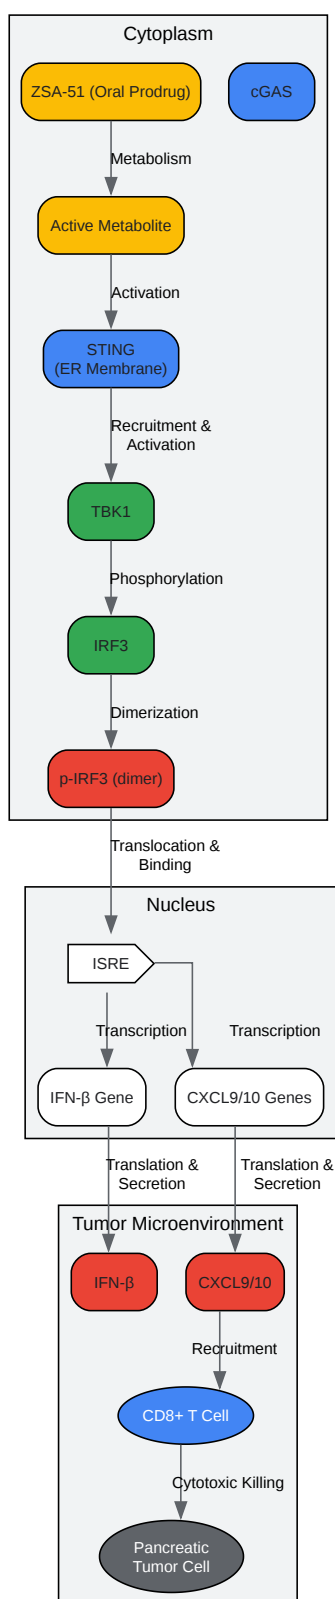 Cytoplasm
ZSA-51 (Oral Prodrug)
cGAS
Metabolism
Active Metabolite
Activation
STING
(ER Membrane)
Recruitment &
Activation
TBK1
Phosphorylation
IRF3
Dimerization
p-IRF3 (dimer)
Translocation &
Binding
Nucleus
ISRE
Transcription
Transcription
IFN-β Gene
CXCL9/10 Genes
Translation &
Secretion
Translation &
Secretion
Tumor Microenvironment
IFN-β
CXCL9/10
Recruitment
CD8+ T Cell
Cytotoxic Killing
Pancreatic
Tumor Cell